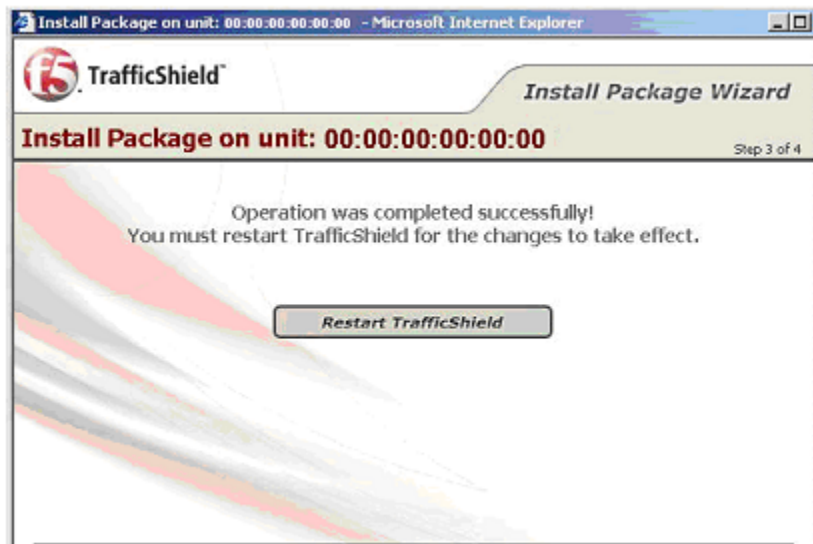 Install Package on unit: 00:00:00:00:00:00 - Microsoft Internet Explorer
f5 TrafficShield™
Install Package Wizard
Install Package on unit: 00:00:00:00:00:00
Step 3 of 4
Operation was completed successfully!
You must restart TrafficShield for the changes to take effect.
Restart TrafficShield